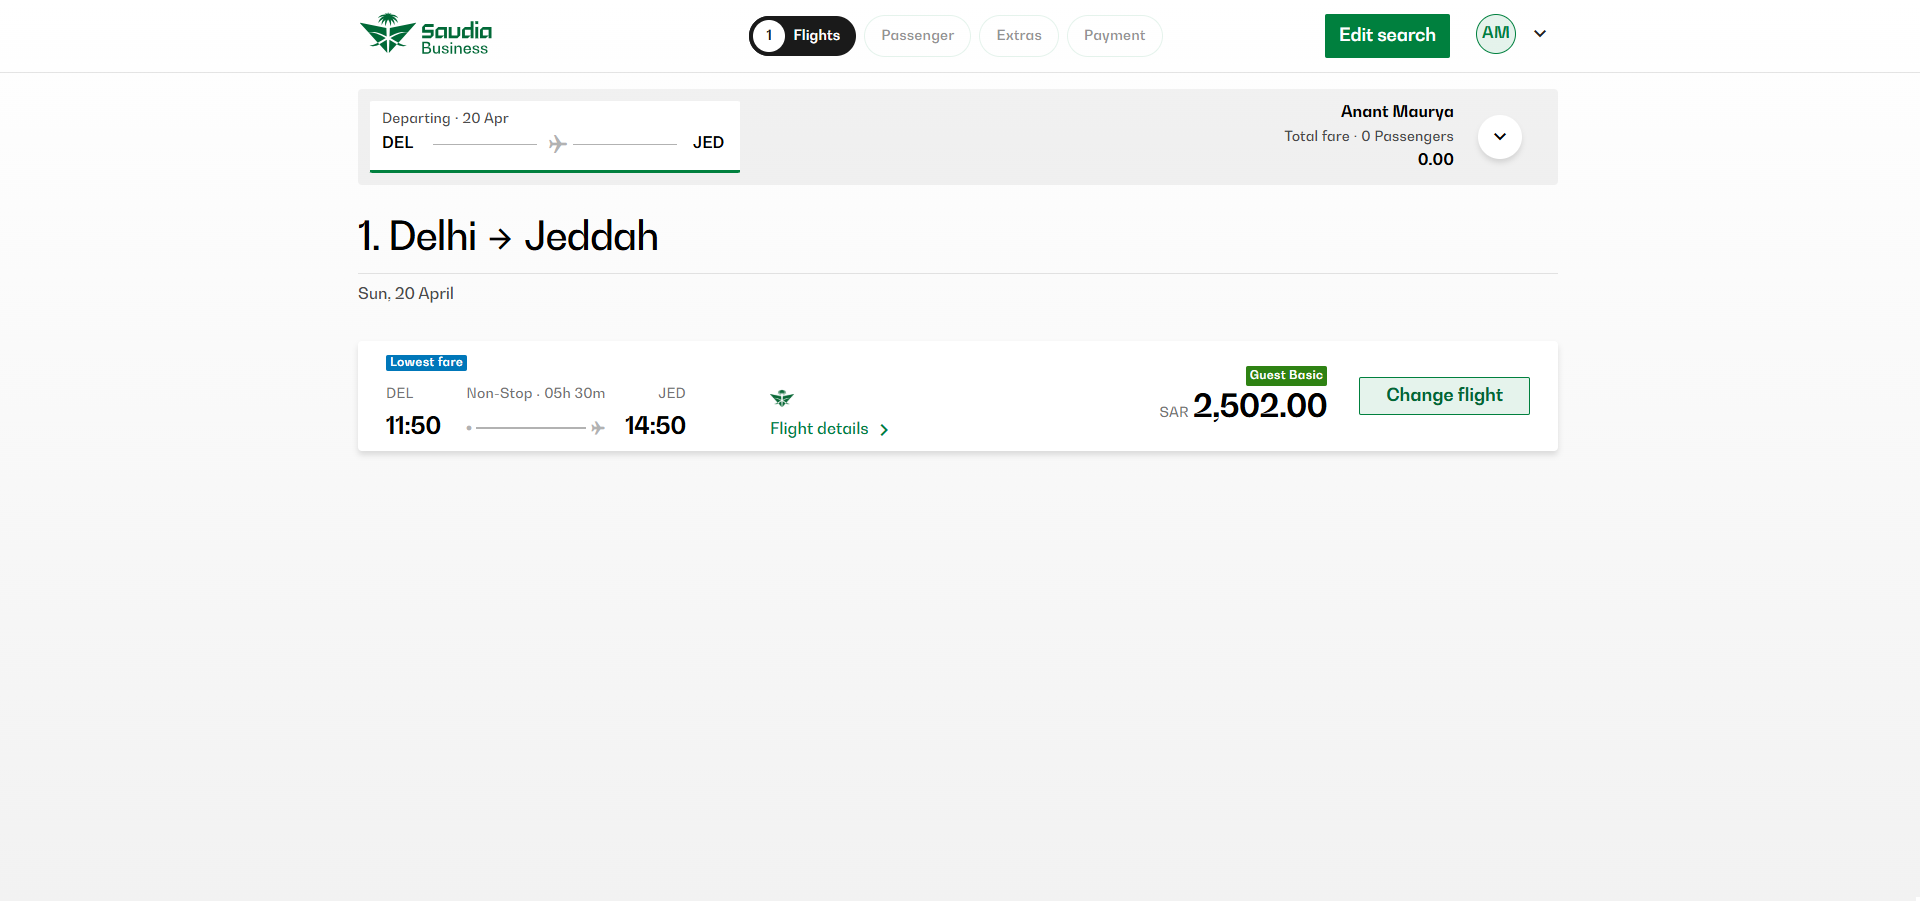 Saudia
Business
1 Flights
Passenger
Extras
Payment
Edit search
AM
Departing · 20 Apr
DEL
JED
Anant Maurya
Total fare · 0 Passengers
0.00
1. Delhi → Jeddah
Sun, 20 April
Lowest fare
DEL
Non-Stop · 05h 30m
JED
11:50
14:50
Flight details
Guest Basic
SAR 2,502.00
Change flight